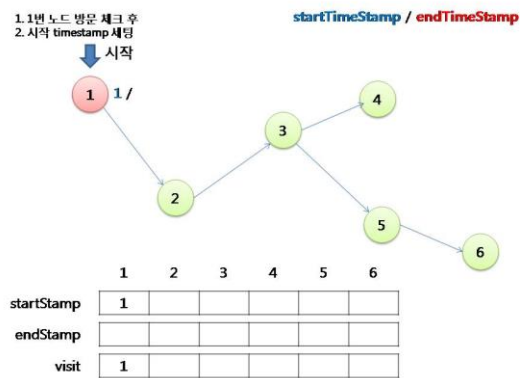 1. 1번 노드 방문 체크 후
2. 시작 timestamp 세팅
startTimeStamp / endTimeStamp
시작
1 1 /
4
3
2
5
6
1 2 3 4 5 6
startStamp 1
endStamp
visit 1